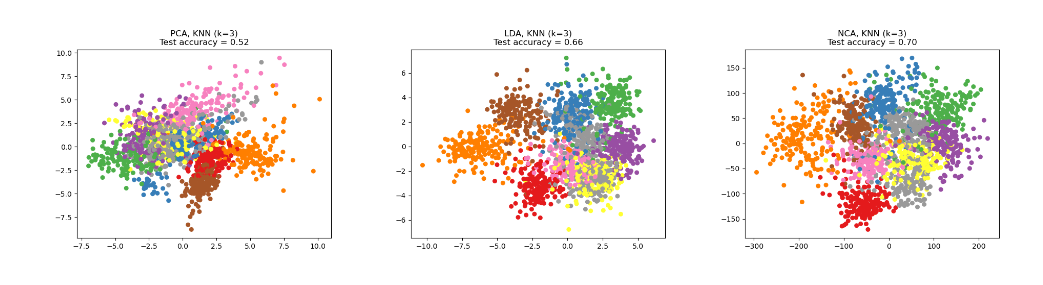 PCA, KNN (k=3)
Test accuracy = 0.52
10.0
7.5
5.0
2.5
0.0
−2.5
−5.0
−7.5
−7.5 −5.0 −2.5 0.0 2.5 5.0 7.5 10.0
LDA, KNN (k=3)
Test accuracy = 0.66
6
4
2
0
−2
−4
−6
−10.0 −7.5 −5.0 −2.5 0.0 2.5 5.0
NCA, KNN (k=3)
Test accuracy = 0.70
150
100
50
0
−50
−100
−150
−300 −200 −100 0 100 200